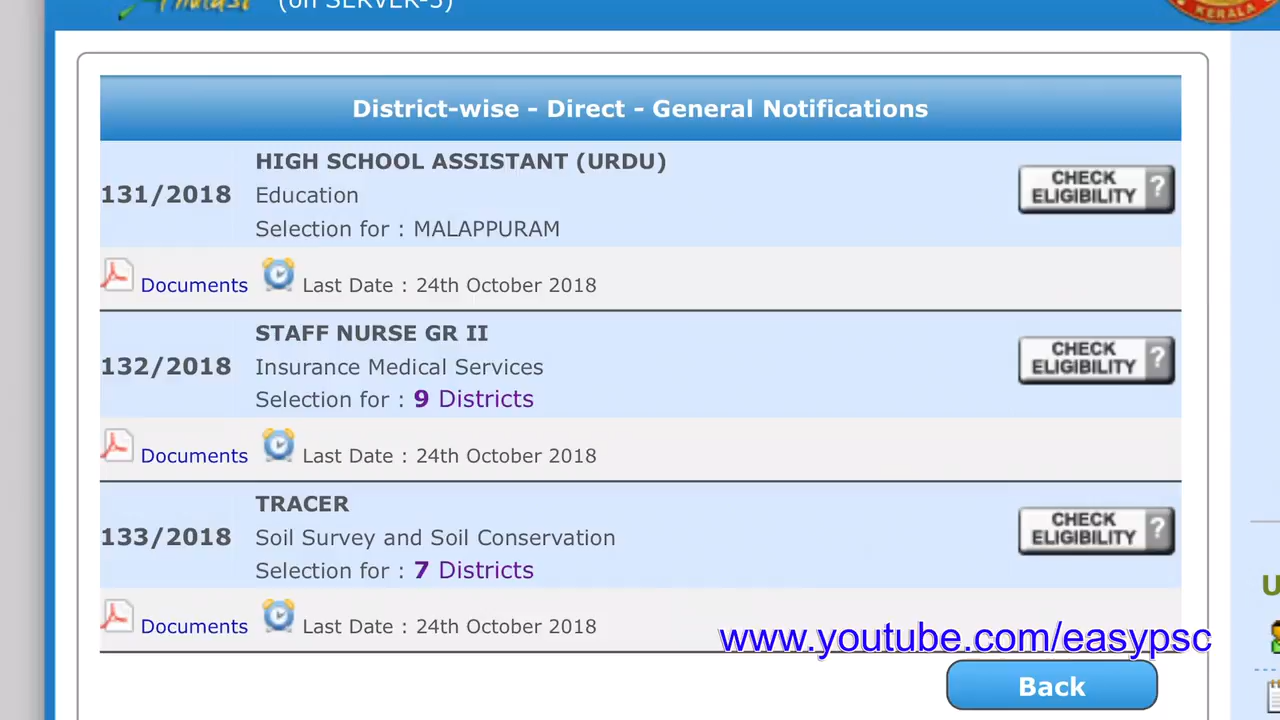 (on SERVER-5)
KERALA
District-wise - Direct - General Notifications
HIGH SCHOOL ASSISTANT (URDU)
131/2018
Education
CHECK ELIGIBILITY ?
Selection for : MALAPPURAM
Documents Last Date : 24th October 2018
STAFF NURSE GR II
132/2018
Insurance Medical Services
CHECK ELIGIBILITY ?
Selection for : 9 Districts
Documents Last Date : 24th October 2018
TRACER
133/2018
Soil Survey and Soil Conservation
CHECK ELIGIBILITY ?
Selection for : 7 Districts
Documents Last Date : 24th October 2018
www.youtube.com/easypsc
Back